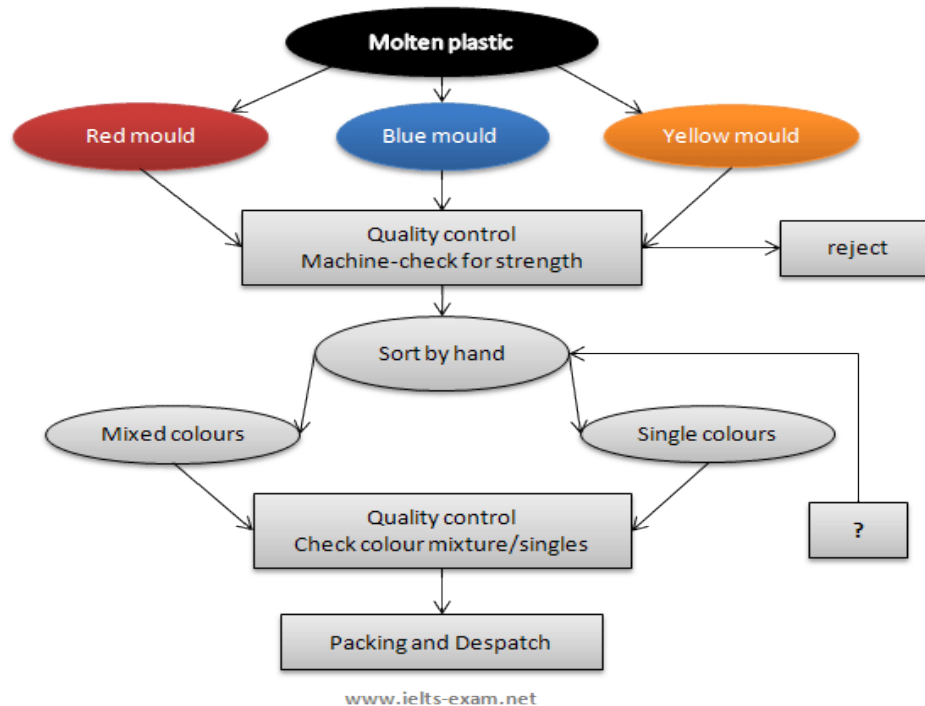 Molten plastic
Red mould
Blue mould
Yellow mould
Quality control
Machine-check for strength
reject
Sort by hand
Mixed colours
Single colours
Quality control
Check colour mixture/singles
?
Packing and Despatch
www.ielts-exam.net